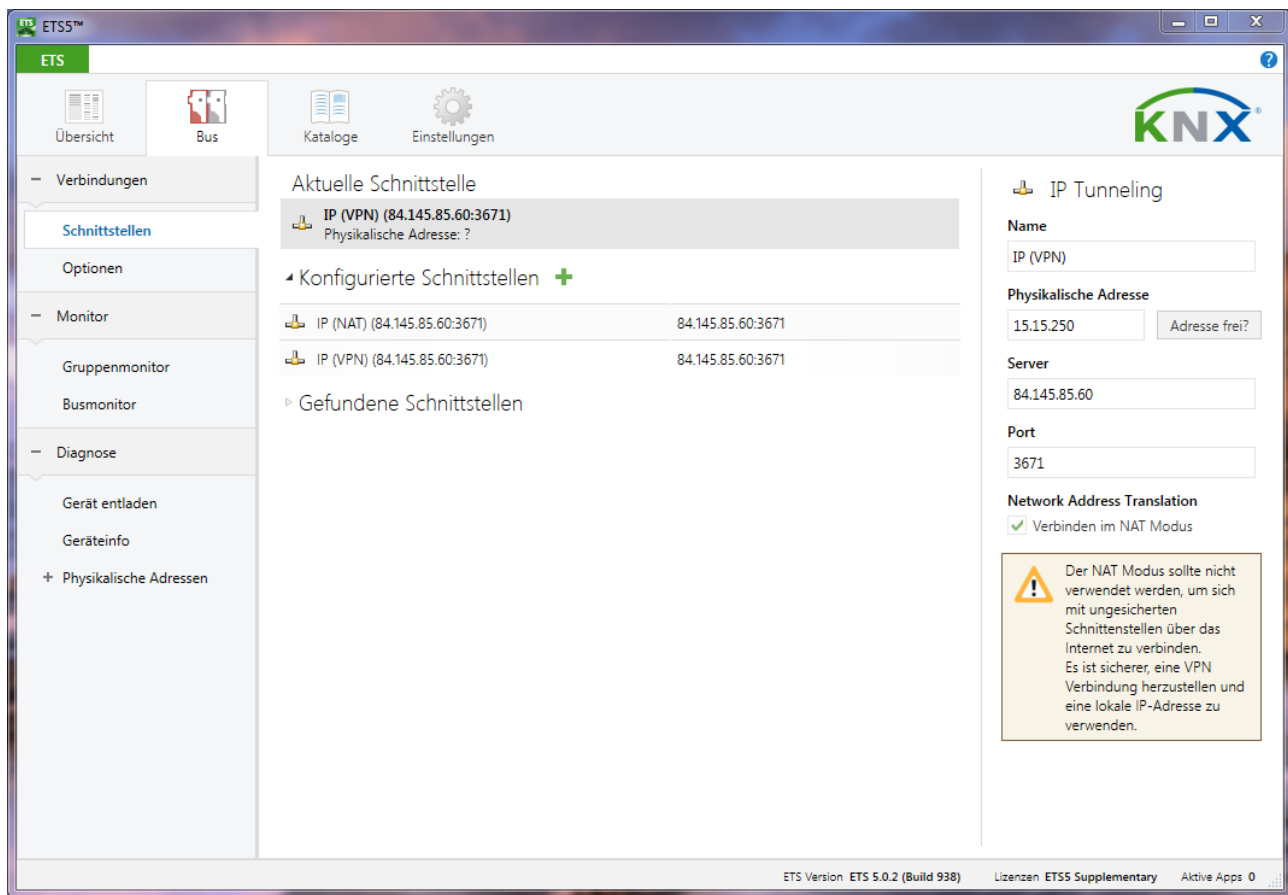 ETS5™
ETS
Übersicht
Bus
Kataloge
Einstellungen
KNX®
Verbindungen
Schnittstellen
Optionen
Monitor
Gruppenmonitor
Busmonitor
Diagnose
Gerät entladen
Geräteinfo
Physikalische Adressen
Aktuelle Schnittstelle
IP (VPN) (84.145.85.60:3671)
Physikalische Adresse: ?
Konfigurierte Schnittstellen
IP (NAT) (84.145.85.60:3671) 84.145.85.60:3671
IP (VPN) (84.145.85.60:3671) 84.145.85.60:3671
Gefundene Schnittstellen
IP Tunneling
Name
IP (VPN)
Physikalische Adresse
15.15.250 Adresse frei?
Server
84.145.85.60
Port
3671
Network Address Translation
Verbinden im NAT Modus
Der NAT Modus sollte nicht
verwendet werden, um sich
mit ungesicherten
Schnittenstellen über das
Internet zu verbinden.
Es ist sicherer, eine VPN
Verbindung herzustellen und
eine lokale IP-Adresse zu
verwenden.
ETS Version ETS 5.0.2 (Build 938) Lizenzen ETS5 Supplementary Aktive Apps 0